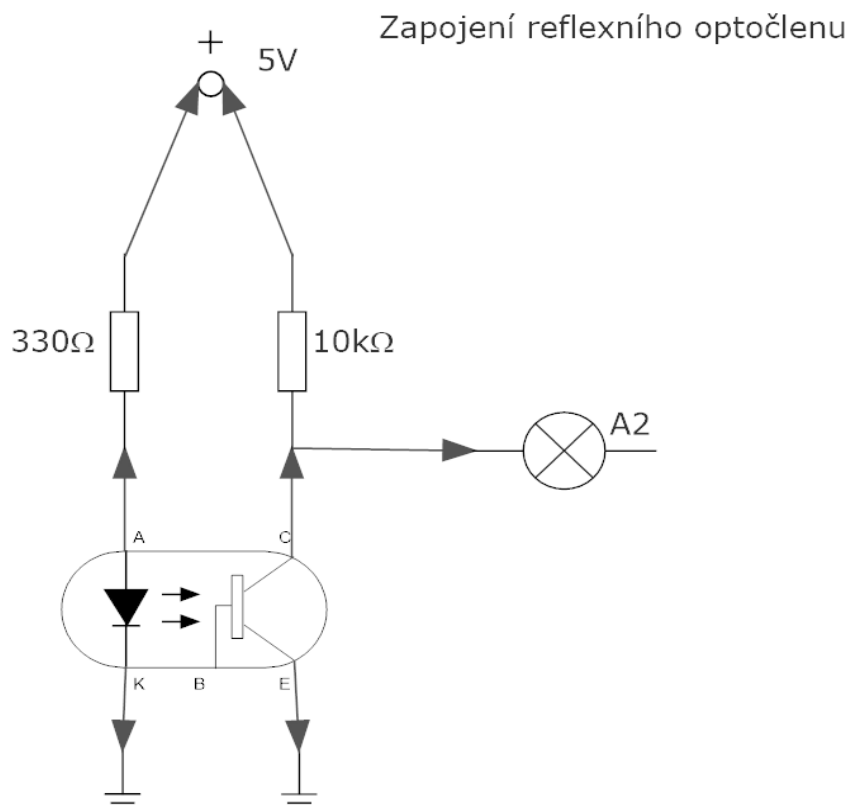 Zapojení reflexního optočlenu
+
5V
330Ω
10kΩ
A2
A
C
K
B
E